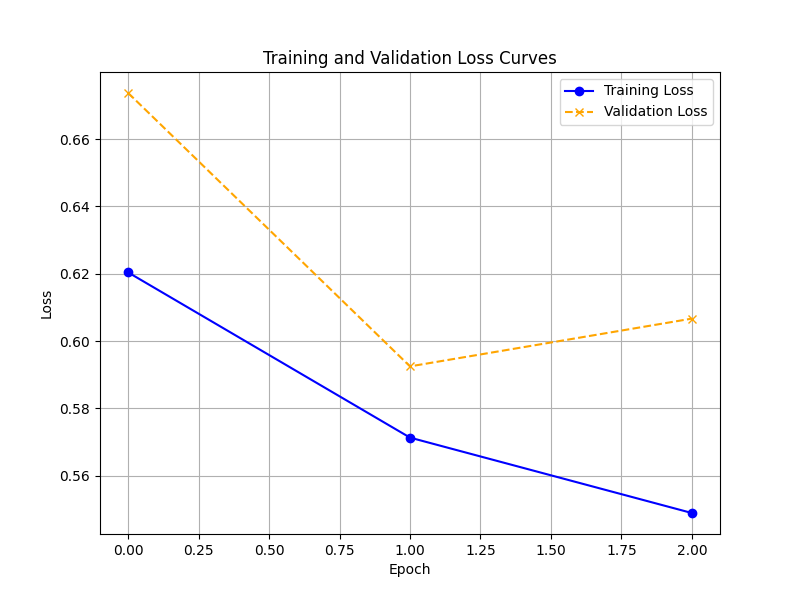 Training and Validation Loss Curves
Training Loss
Validation Loss
0.66
0.64
0.62
0.60
0.58
0.56
Loss
0.00 0.25 0.50 0.75 1.00 1.25 1.50 1.75 2.00
Epoch